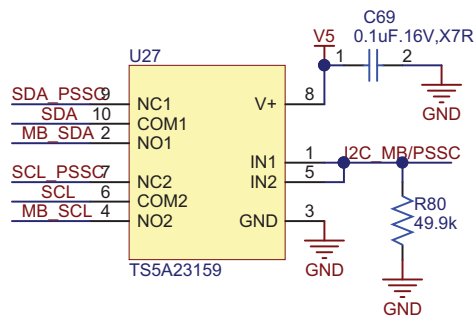 C69
V5
0.1uF.16V,X7R
U27
1
2
SDA_PSSC
9
NC1
V+
8
GND
SDA
10
COM1
MB_SDA
2
NO1
IN1
1
I2C_MB/PSSC
SCL_PSSC
7
NC2
IN2
5
SCL
6
COM2
R80
MB_SCL
4
NO2
GND
3
49.9k
TS5A23159
GND
GND